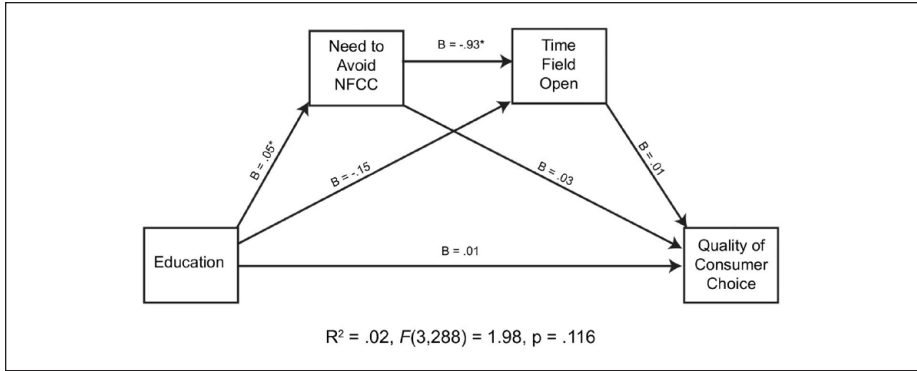 Need to
Avoid
NFCC
B = -.93*
Time
Field
Open
B = .05*
B = -.15
B = .03
B = .01
Education
B = .01
Quality of
Consumer
Choice
R² = .02, F(3,288) = 1.98, p = .116